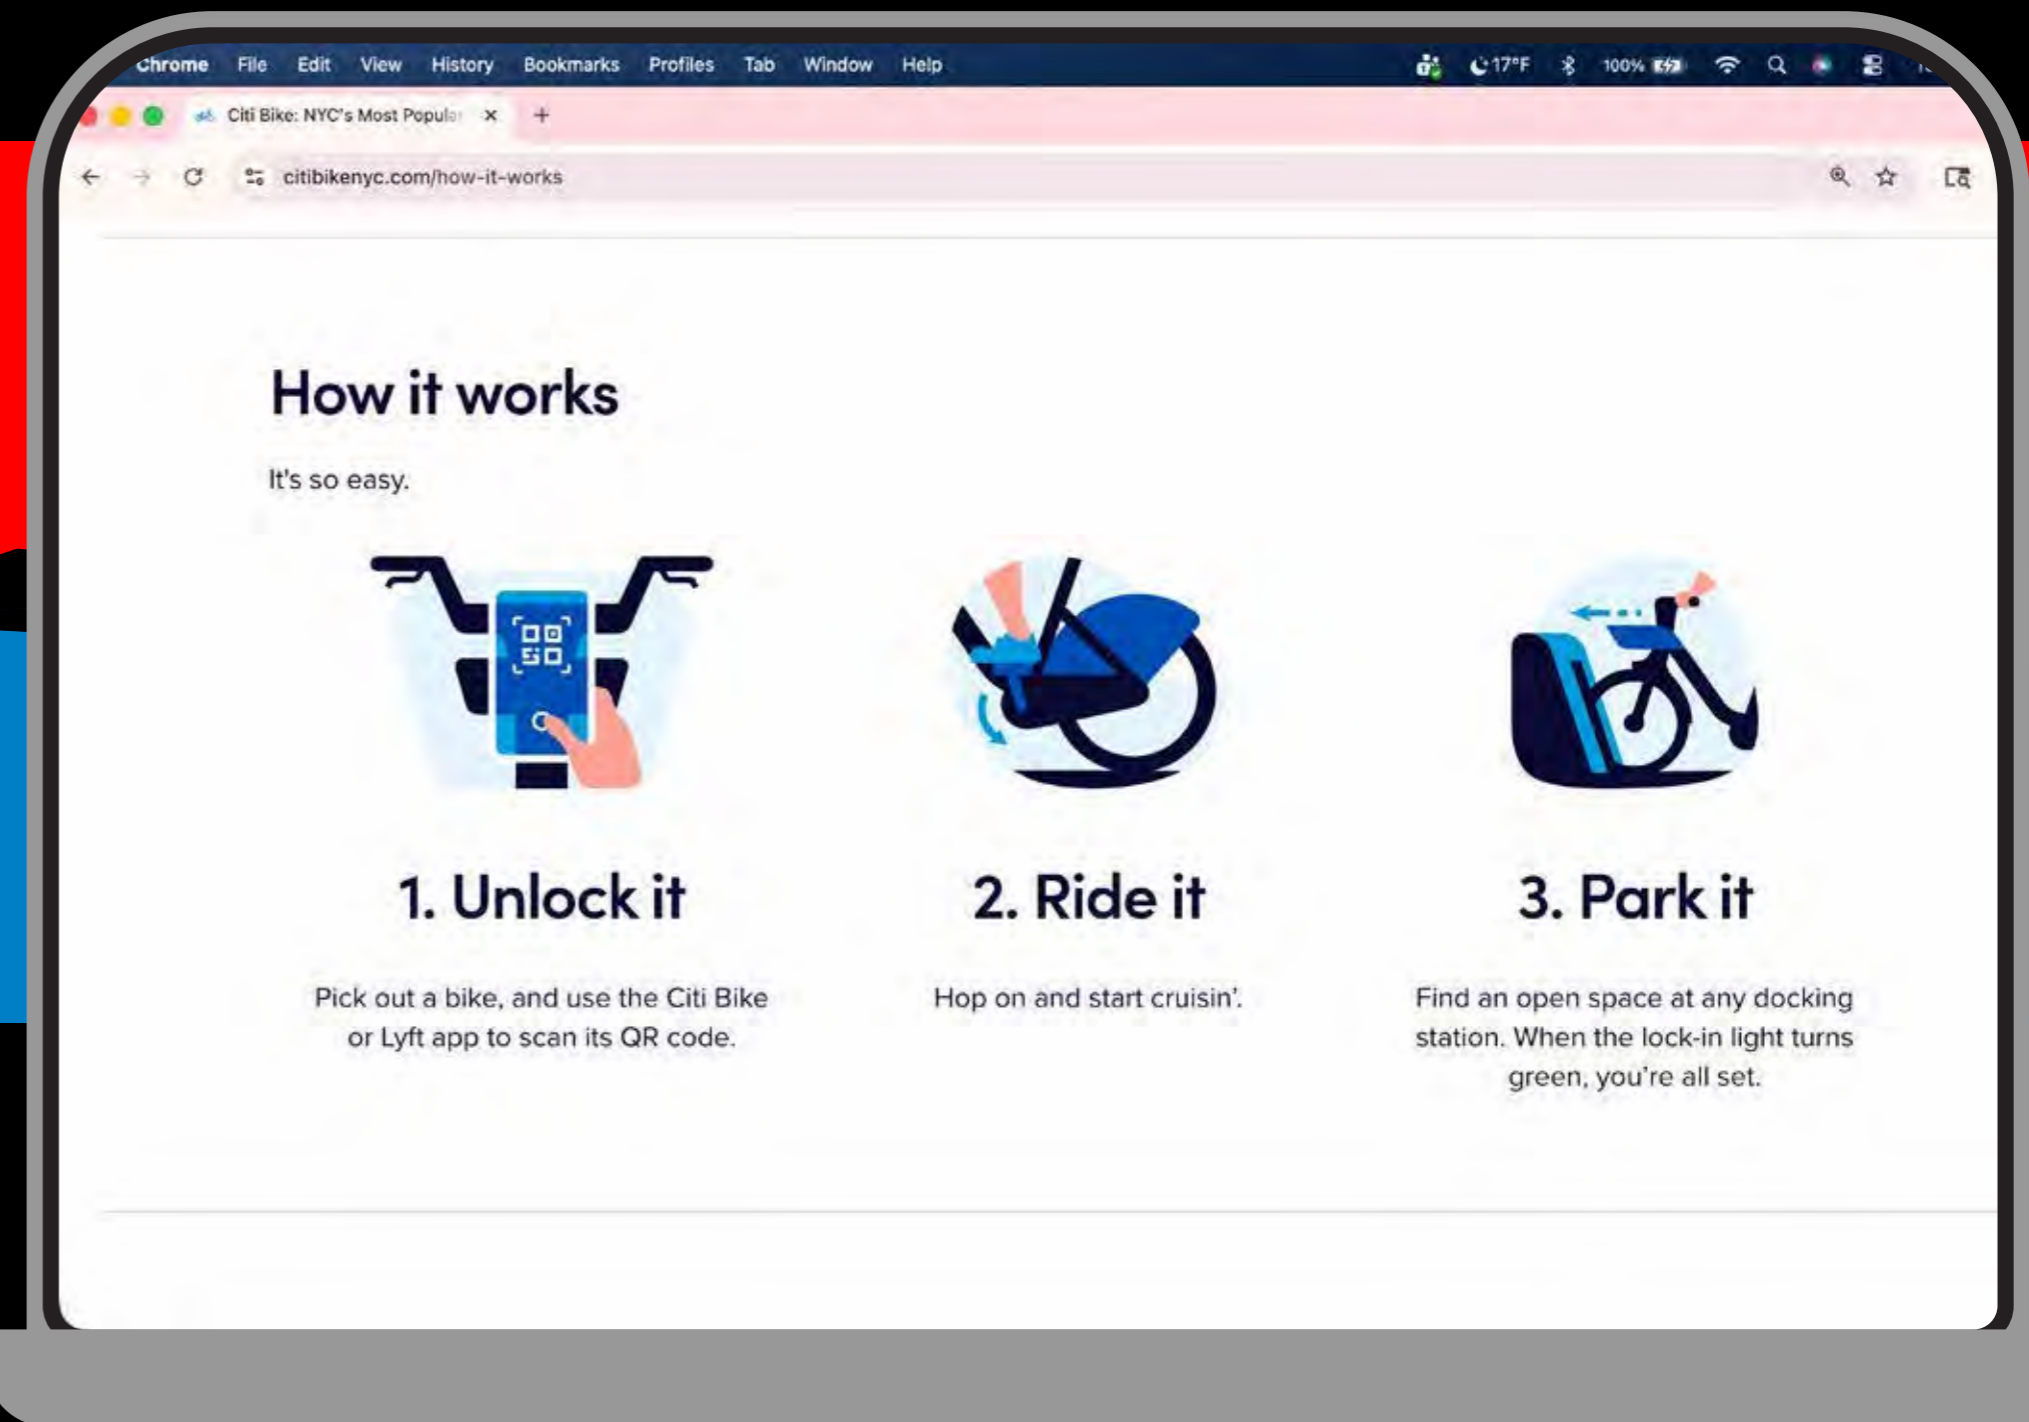 Chrome File Edit View History Bookmarks Profiles Tab Window Help 17°F 100%
Citi Bike: NYC's Most Popular
citibikenyc.com/how-it-works
How it works
It's so easy.
1. Unlock it
Pick out a bike, and use the Citi Bike
or Lyft app to scan its QR code.
2. Ride it
Hop on and start cruisin'.
3. Park it
Find an open space at any docking
station. When the lock-in light turns
green, you're all set.